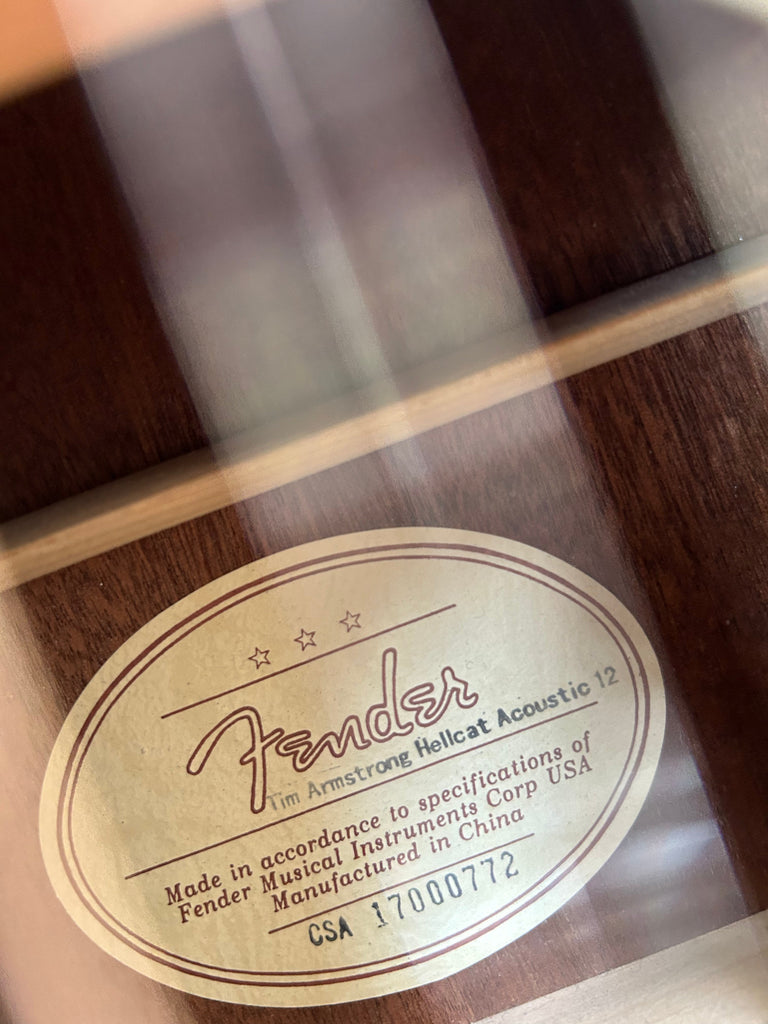 Fender
Tim Armstrong Hellcat Acoustic 12
Made in accordance to specifications of
Fender Musical Instruments Corp USA
Manufactured in China
CSA 17000772